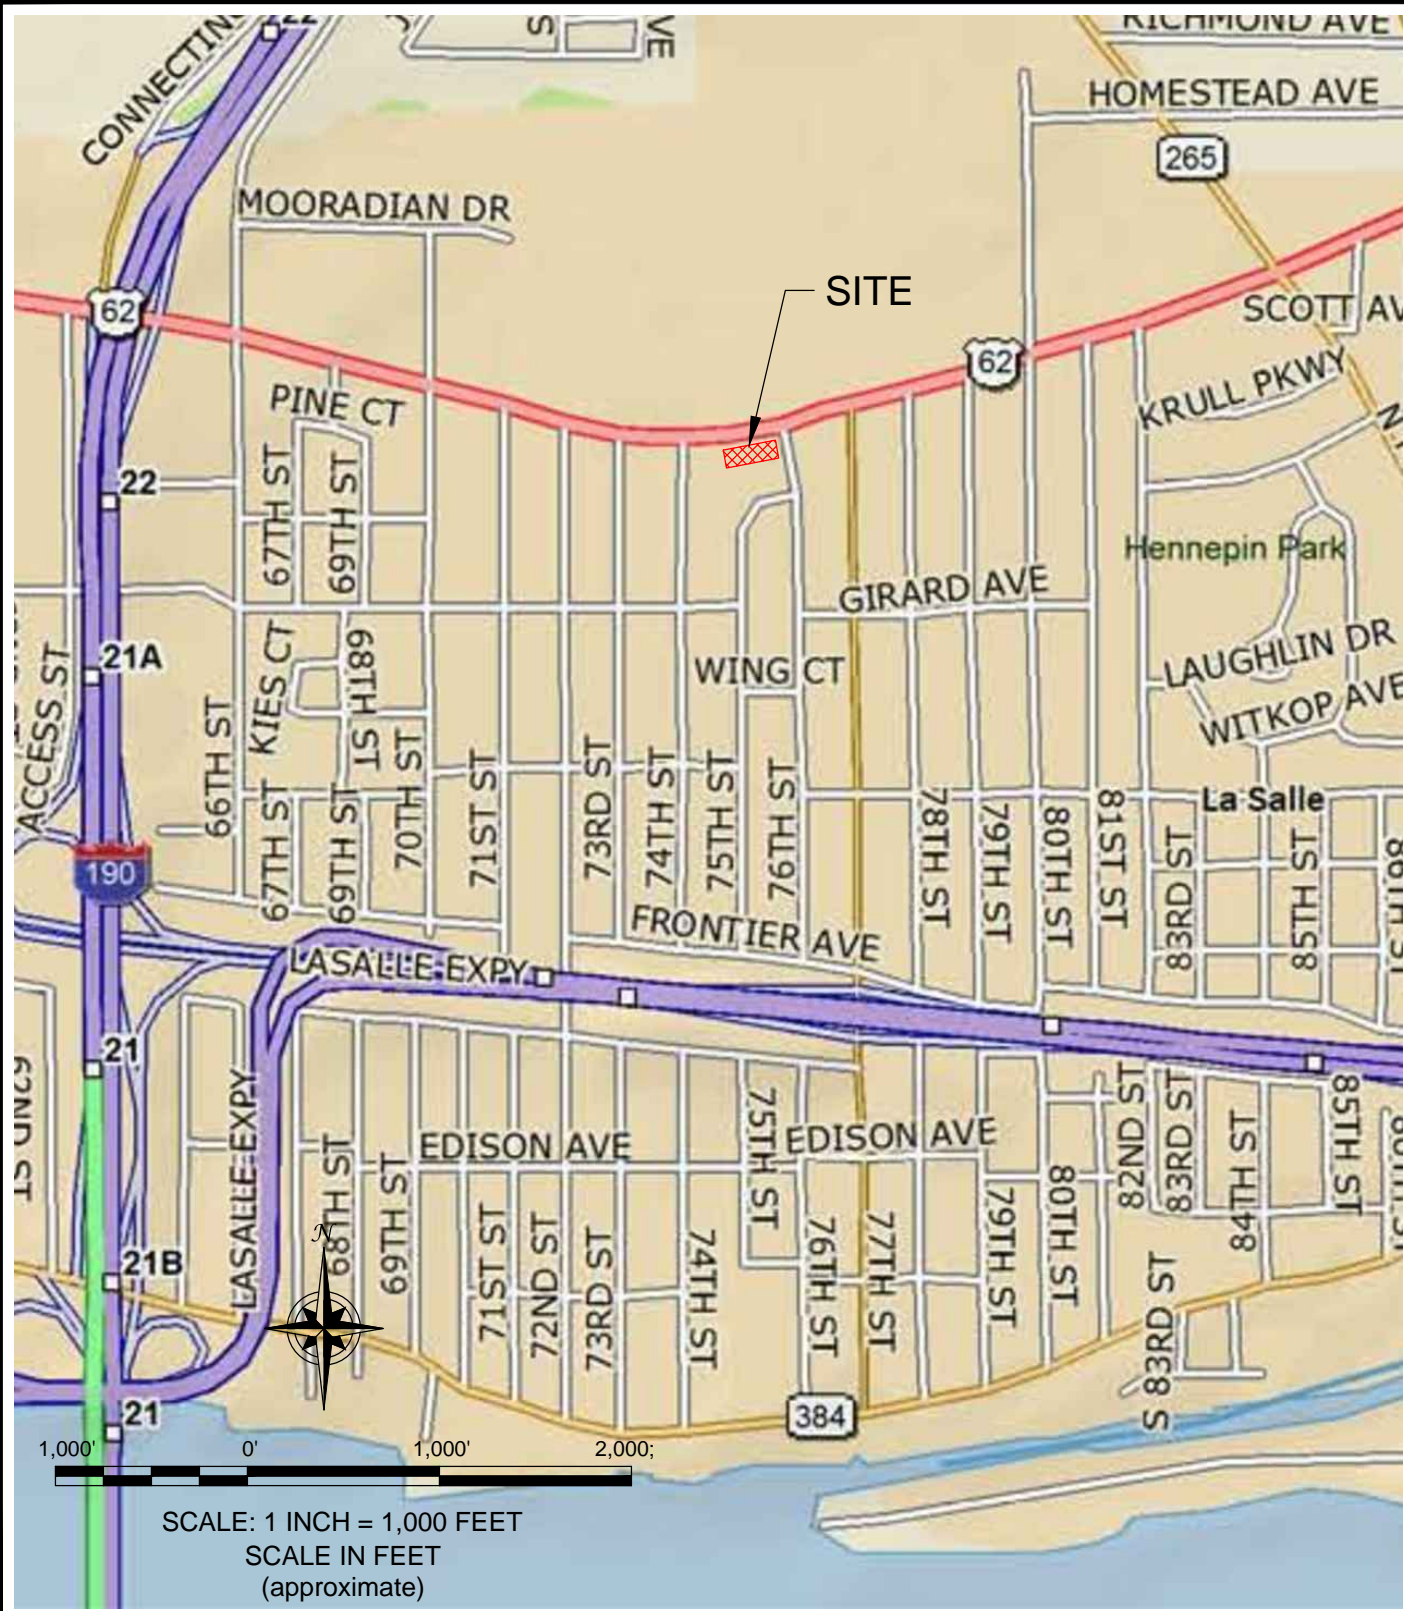 22
CONNECTING
S
VE
RICHMOND AVE
HOMESTEAD AVE
265
MOORADIAN DR
SITE
62
SCOTT AV
62
KRULL PKWY
PINE CT
22
67TH ST
69TH ST
Hennepin Park
GIRARD AVE
21A
ACCESS ST
KIES CT
68TH ST
WING CT
LAUGHLIN DR
WITKOP AVE
66TH ST
67TH ST
69TH ST
70TH ST
71ST ST
73RD ST
74TH ST
75TH ST
76TH ST
78TH ST
79TH ST
80TH ST
81ST ST
La Salle
83RD ST
85TH ST
86TH ST
190
FRONTIER AVE
LASALLE EXPY
21
62ND ST
LASALLE EXPY
EDISON AVE
75TH ST
EDISON AVE
82ND ST
83RD ST
84TH ST
85TH ST
86TH S
68TH ST
69TH ST
71ST ST
72ND ST
73RD ST
74TH ST
76TH ST
77TH ST
79TH ST
80TH ST
S 83RD ST
N
21B
384
21
1,000' 0' 1,000' 2,000;
SCALE: 1 INCH = 1,000 FEET
SCALE IN FEET
(approximate)